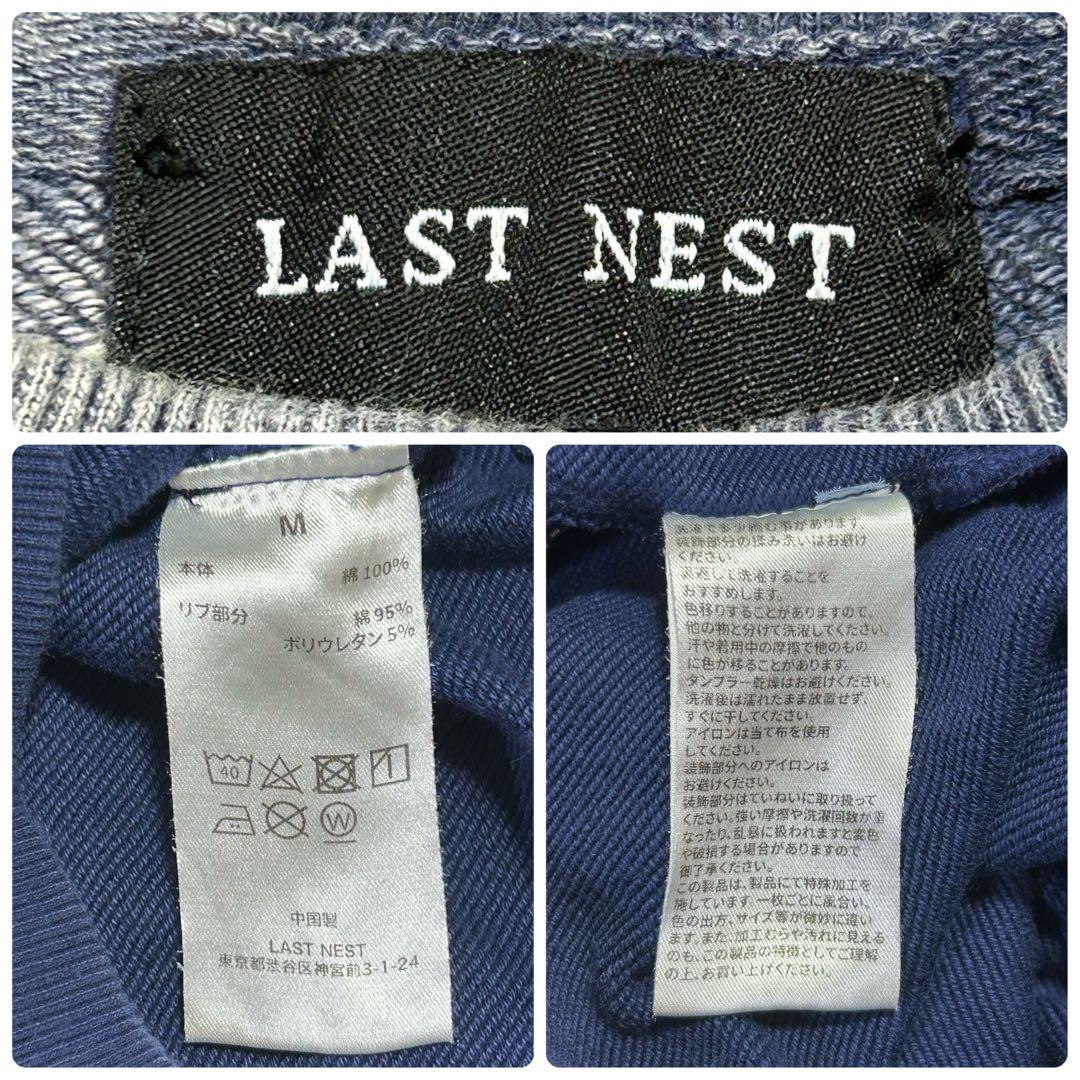 LAST NEST
M
本体 綿 100%
リブ部分 綿 95%
ポリウレタン 5%
40
W
中国製
LAST NEST
東京都渋谷区神宮前3-1-24
洗濯で多少縮む事があります。
装飾部分の揉み洗いはお避け
ください。
裏返して洗濯することを
おすすめします。
色移りすることがありますので、
他の物と分けて洗濯してください。
汗や着用中の摩擦で他のもの
に色が移ることがあります。
タンブラー乾燥はお避けください。
洗濯後は濡れたまま放置せず、
すぐに干してください。
アイロンは当て布を使用
してください。
装飾部分へのアイロンは
お避けください。
装飾部分はていねいに取り扱って
ください。強い摩擦や洗濯回数が重
なったり、乱暴に扱われますと変色
や破損する場合がありますので
御了承ください。
この製品は、製品にて特殊加工を
施しています。一枚ごとに風合い、
色の出方、サイズ等が微妙に違い
ます。また、加工むらや汚れに見える
のも、この製品の特徴としてご理解
の上、お買い上げください。